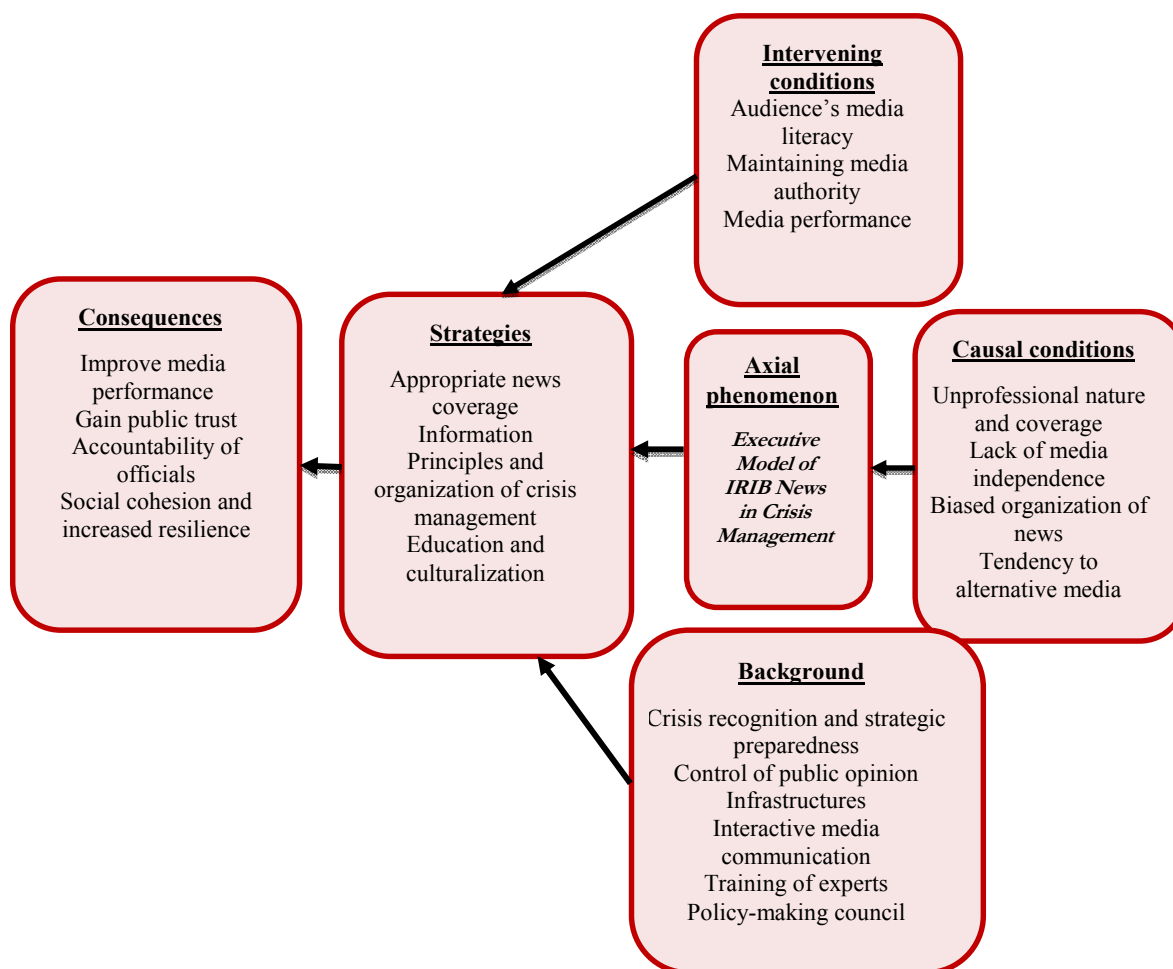 Intervening
conditions
Audience’s media
literacy
Maintaining media
authority
Media performance
Consequences
Improve media
performance
Gain public trust
Accountability of
officials
Social cohesion and
increased resilience
Strategies
Appropriate news
coverage
Information
Principles and
organization of crisis
management
Education and
culturalization
Axial
phenomenon
Executive
Model of
IRIB News
in Crisis
Management
Causal conditions
Unprofessional nature
and coverage
Lack of media
independence
Biased organization of
news
Tendency to
alternative media
Background
Crisis recognition and strategic
preparedness
Control of public opinion
Infrastructures
Interactive media
communication
Training of experts
Policy-making council